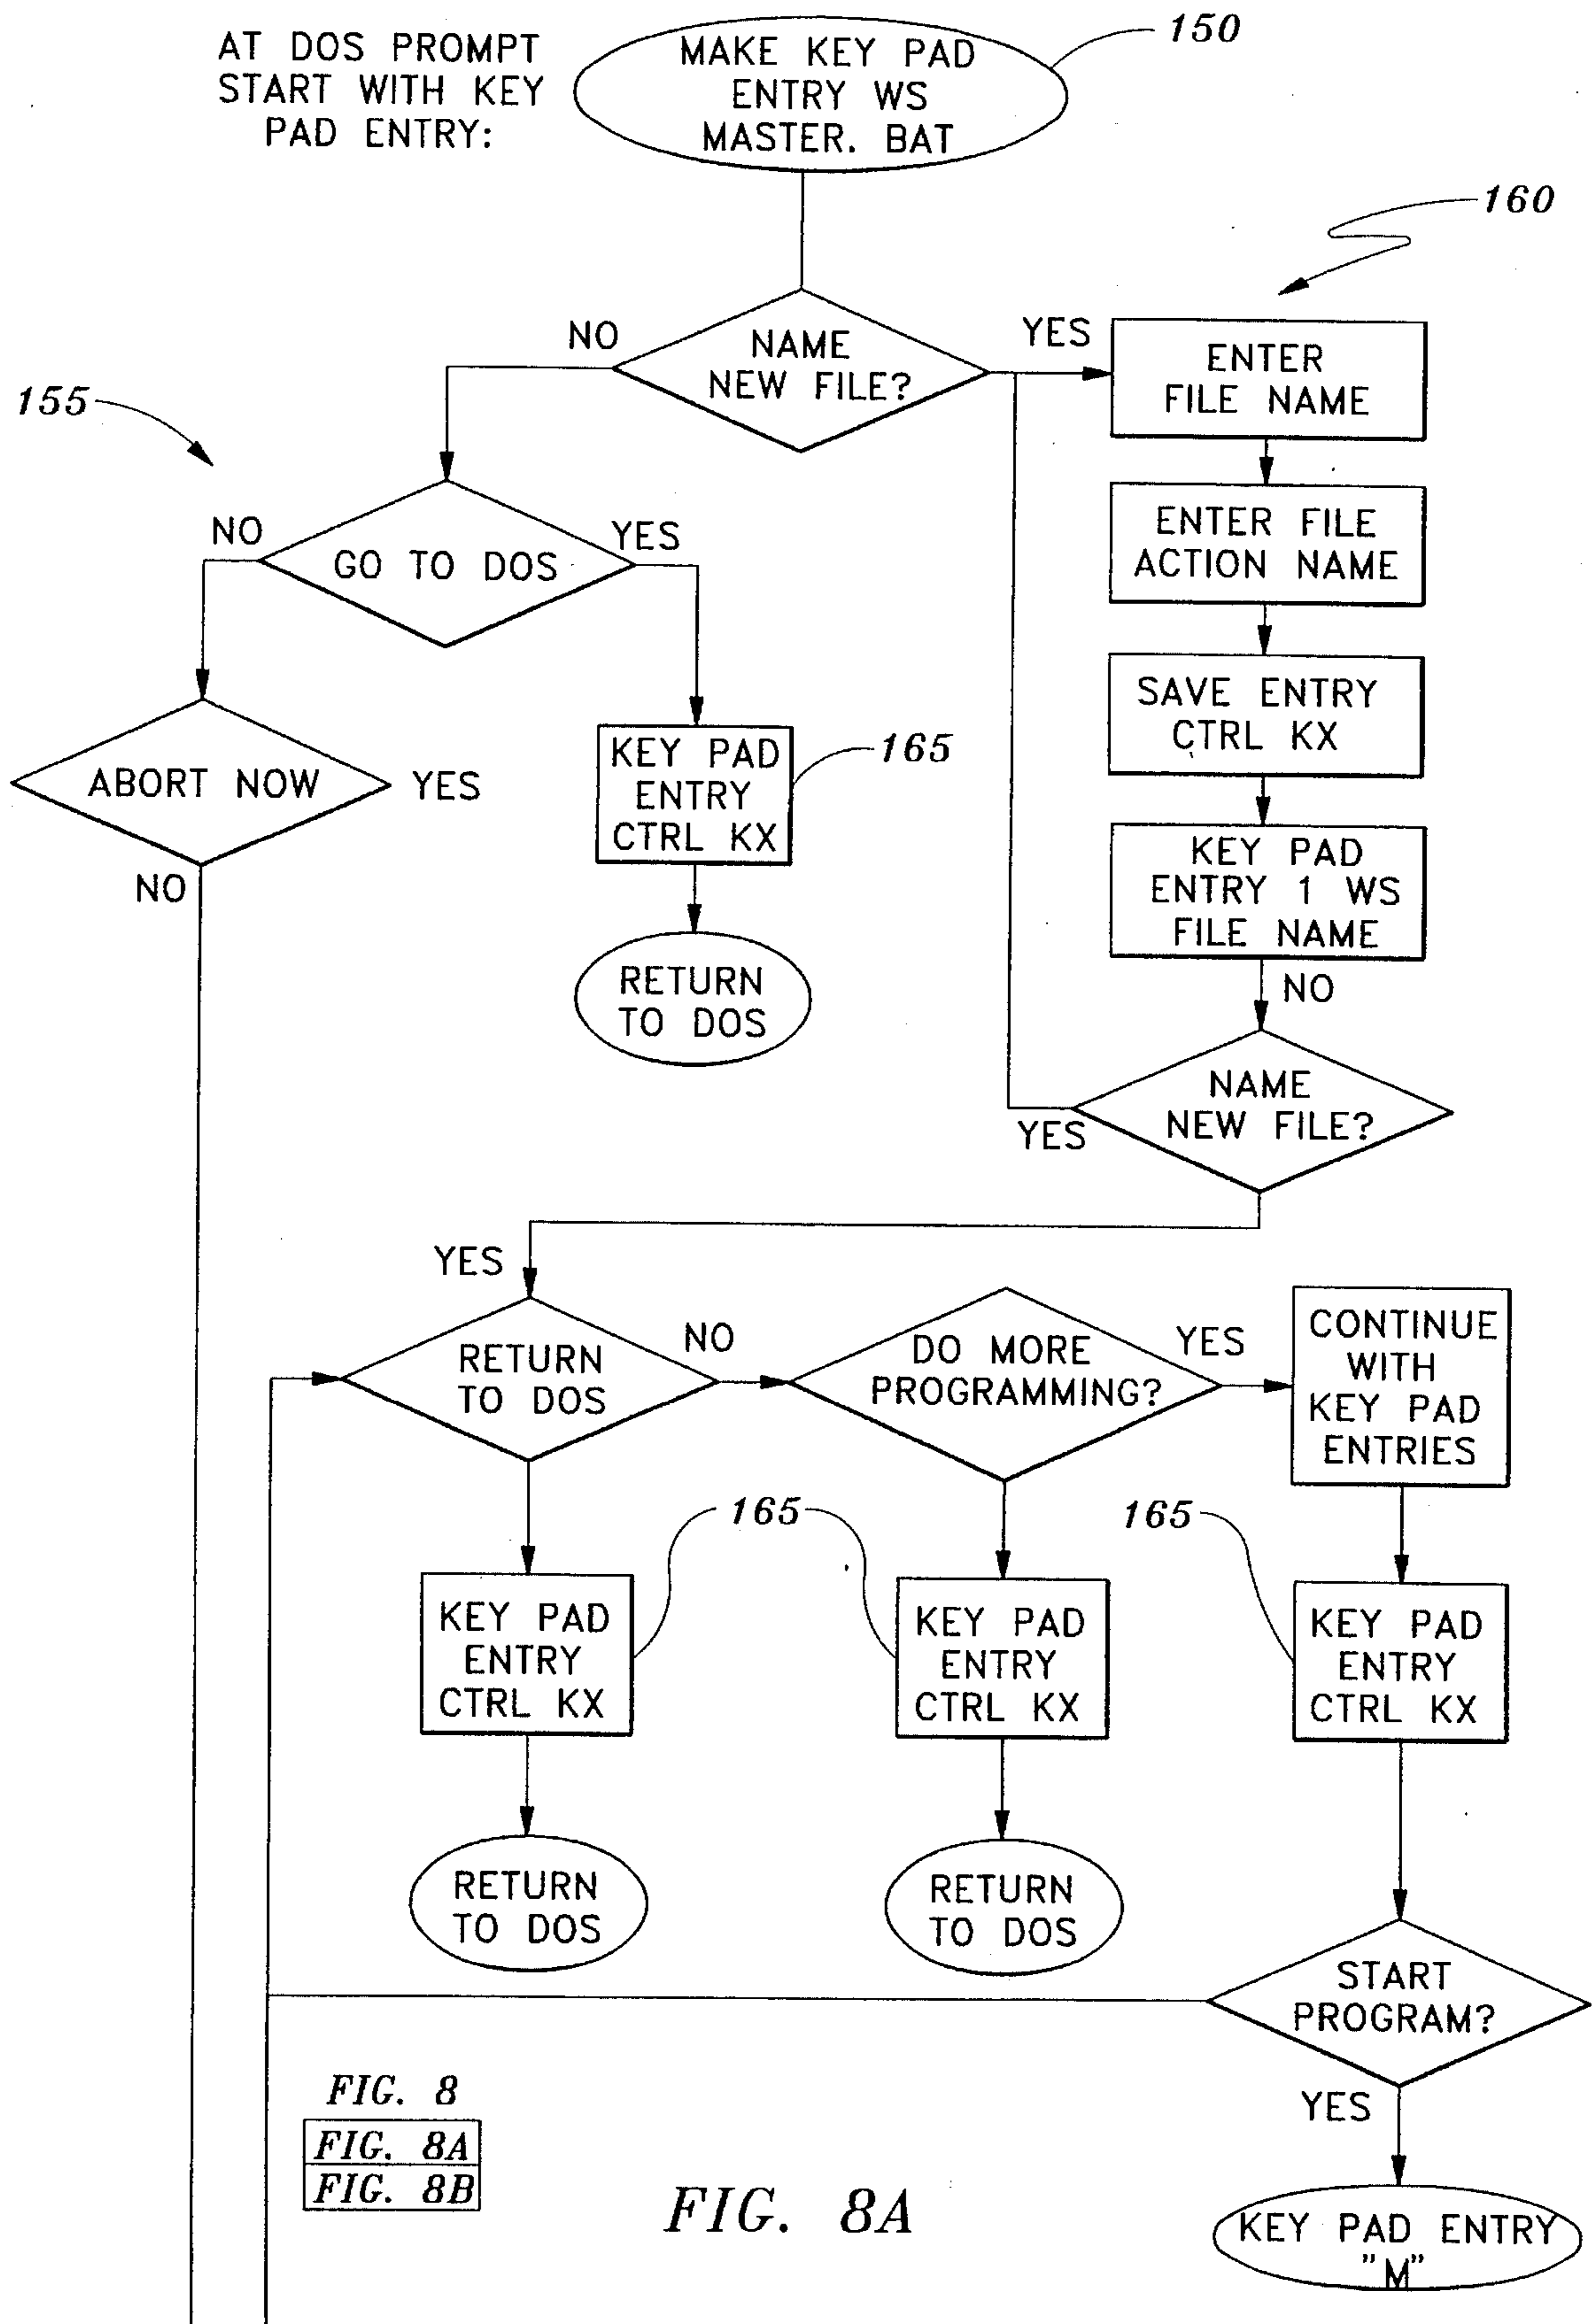 AT DOS PROMPT
START WITH KEY
PAD ENTRY:
MAKE KEY PAD
ENTRY WS
MASTER. BAT
150
160
NO
NAME
NEW FILE?
YES
ENTER
FILE NAME
155
NO
GO TO DOS
YES
ENTER FILE
ACTION NAME
SAVE ENTRY
CTRL KX
ABORT NOW
YES
NO
KEY PAD
ENTRY
CTRL KX
165
KEY PAD
ENTRY 1 WS
FILE NAME
NO
RETURN
TO DOS
NAME
NEW FILE?
YES
YES
RETURN
TO DOS
NO
DO MORE
PROGRAMMING?
YES
CONTINUE
WITH
KEY PAD
ENTRIES
165
165
KEY PAD
ENTRY
CTRL KX
KEY PAD
ENTRY
CTRL KX
KEY PAD
ENTRY
CTRL KX
RETURN
TO DOS
RETURN
TO DOS
START
PROGRAM?
YES
KEY PAD ENTRY
"M"
FIG. 8
FIG. 8A
FIG. 8B
FIG. 8A